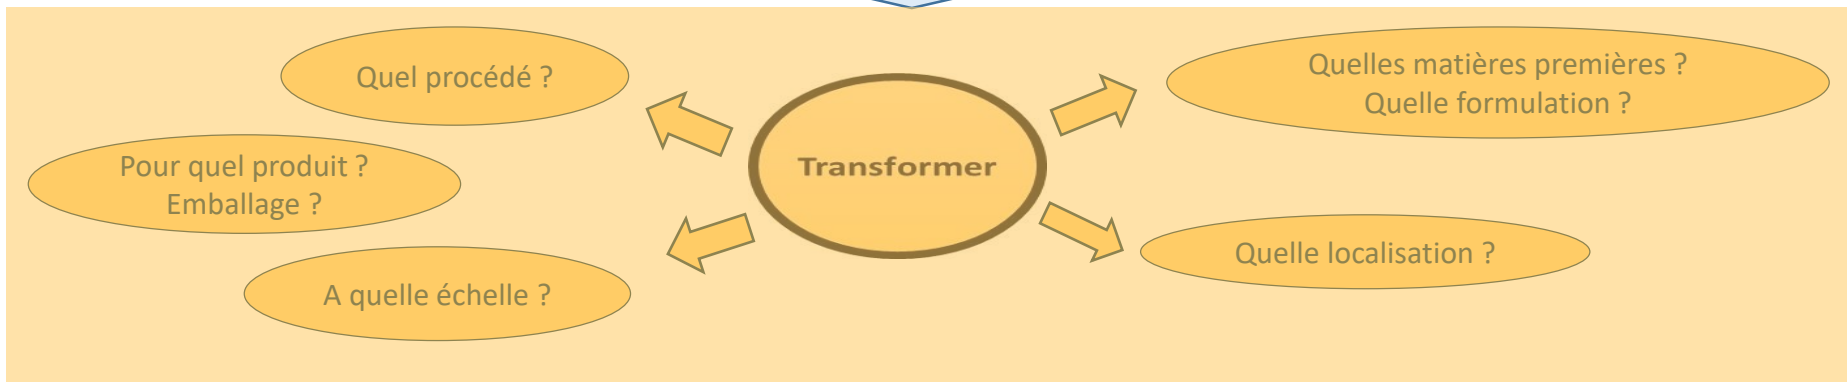 Quel procédé ?
Pour quel produit ?
Emballage ?
A quelle échelle ?
Transformer
Quelles matières premières ?
Quelle formulation ?
Quelle localisation ?